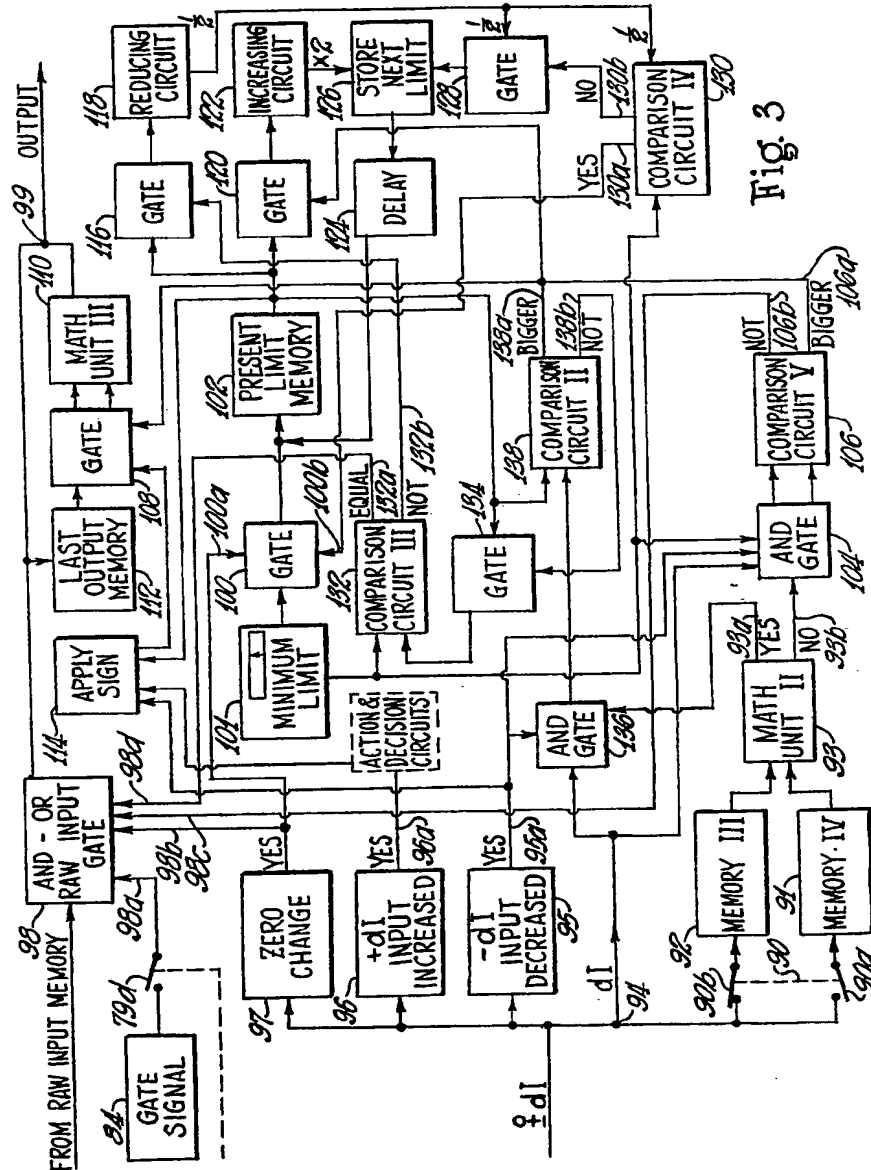 FROM RAW INPUT MEMORY
84
GATE SIGNAL
79d
98
AND - OR RAW INPUT GATE
98a
98b
98c
98d
99
OUTPUT
114
APPLY SIGN
112
LAST OUTPUT MEMORY
108
GATE
110
MATH UNIT III
116
GATE
118
REDUCING CIRCUIT
1/2
120
GATE
122
INCREASING CIRCUIT
X2
126
STORE NEXT LIMIT
124
DELAY
128
GATE
1/2
1/2
NO
130b
YES
130a
COMPARISON CIRCUIT IV
130
97
ZERO CHANGE
YES
96
+dI INPUT INCREASED
YES
96a
95
-dI INPUT DECREASED
YES
95a
ACTION & DECISION CIRCUITS
101
MINIMUM LIMIT
100
GATE
100a
100b
102
PRESENT LIMIT MEMORY
132
COMPARISON CIRCUIT III
EQUAL
132a
NOT
132b
134
GATE
138
COMPARISON CIRCUIT II
138a
BIGGER
138b
NOT
AND GATE
136
± dI
O
94
dI
90b
90
90a
92
MEMORY III
91
MEMORY IV
MATH UNIT II
93
93a
YES
NO
93b
AND GATE
104
COMPARISON CIRCUIT V
106
NOT
106b
BIGGER
106a
Fig. 3